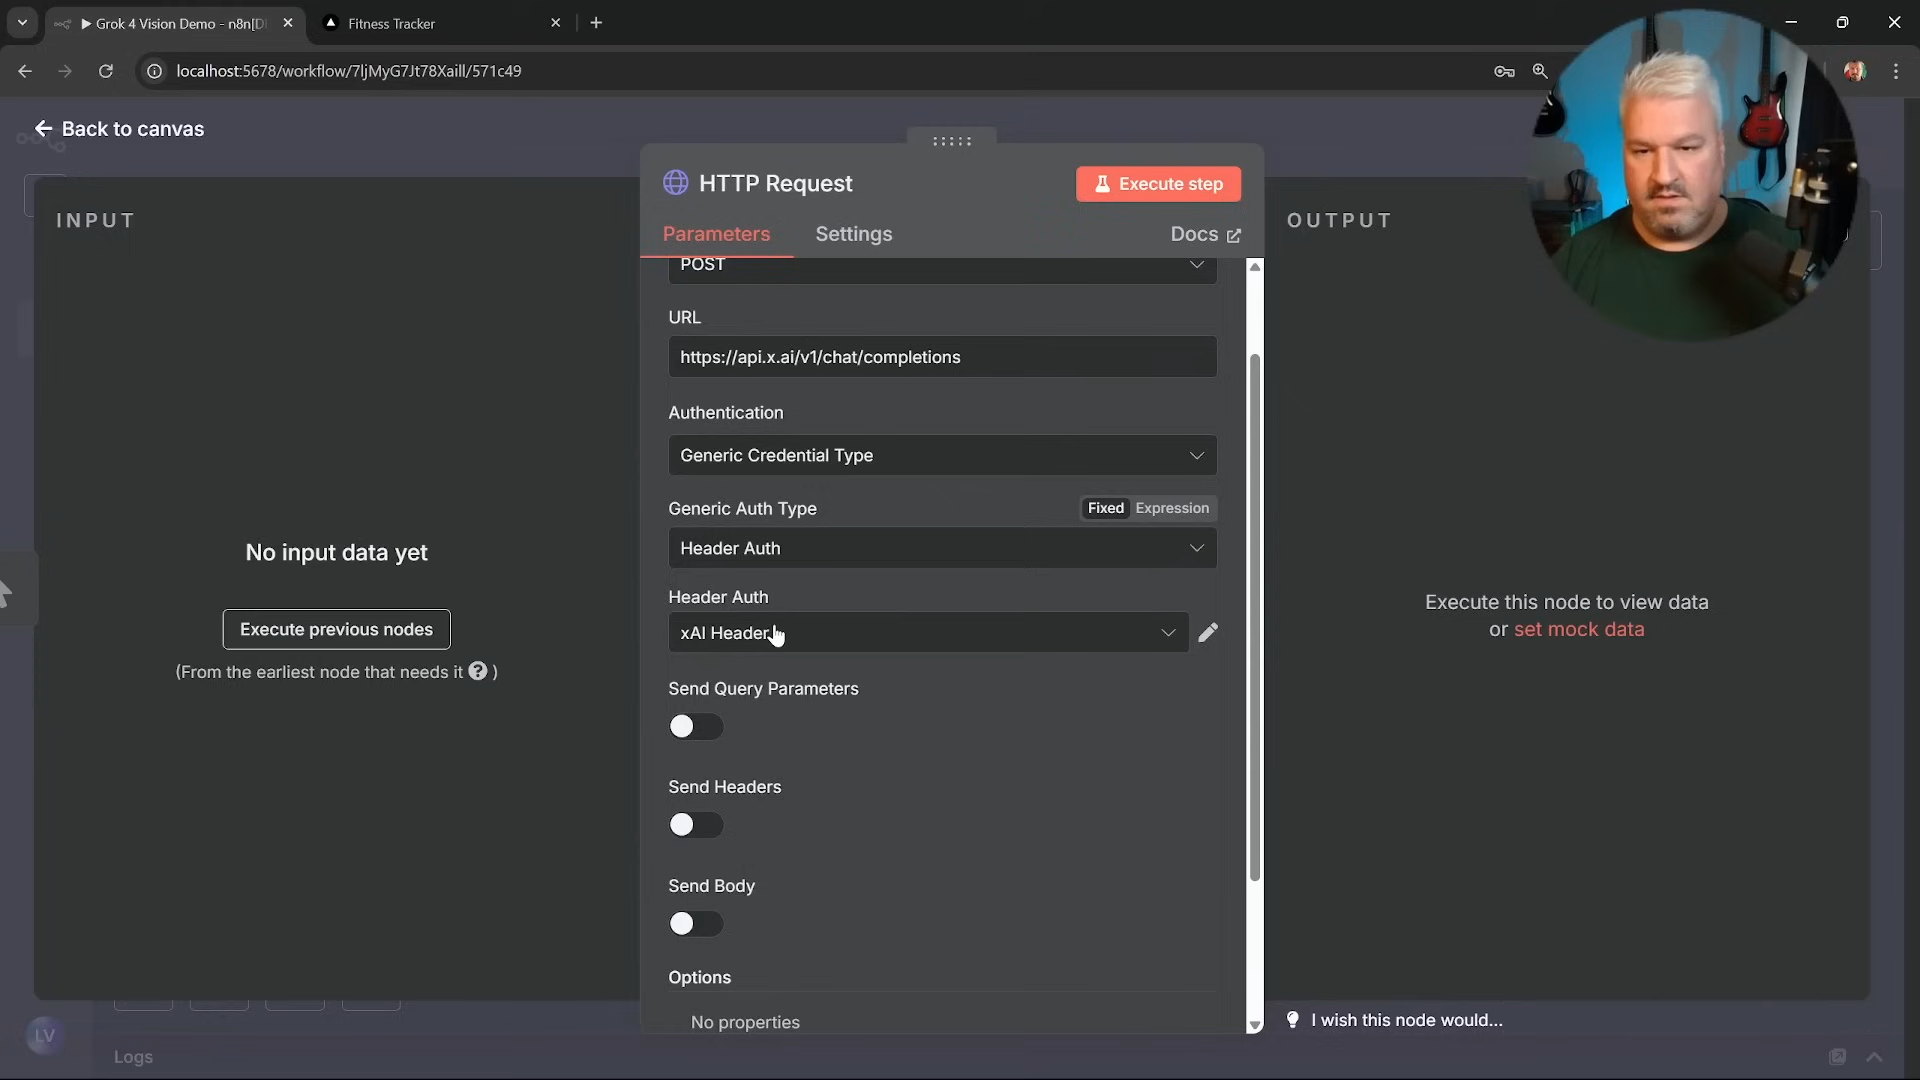 ▶ Grok 4 Vision Demo - n8n[D
Fitness Tracker
localhost:5678/workflow/7ljMyG7Jt78Xaill/571c49
Back to canvas
INPUT
No input data yet
Execute previous nodes
(From the earliest node that needs it ? )
HTTP Request
Execute step
Parameters
Settings
Docs
POST
URL
https://api.x.ai/v1/chat/completions
Authentication
Generic Credential Type
Generic Auth Type
Fixed
Expression
Header Auth
Header Auth
xAI Header
Send Query Parameters
Send Headers
Send Body
Options
No properties
OUTPUT
Execute this node to view data
or set mock data
I wish this node would...
LV
Logs